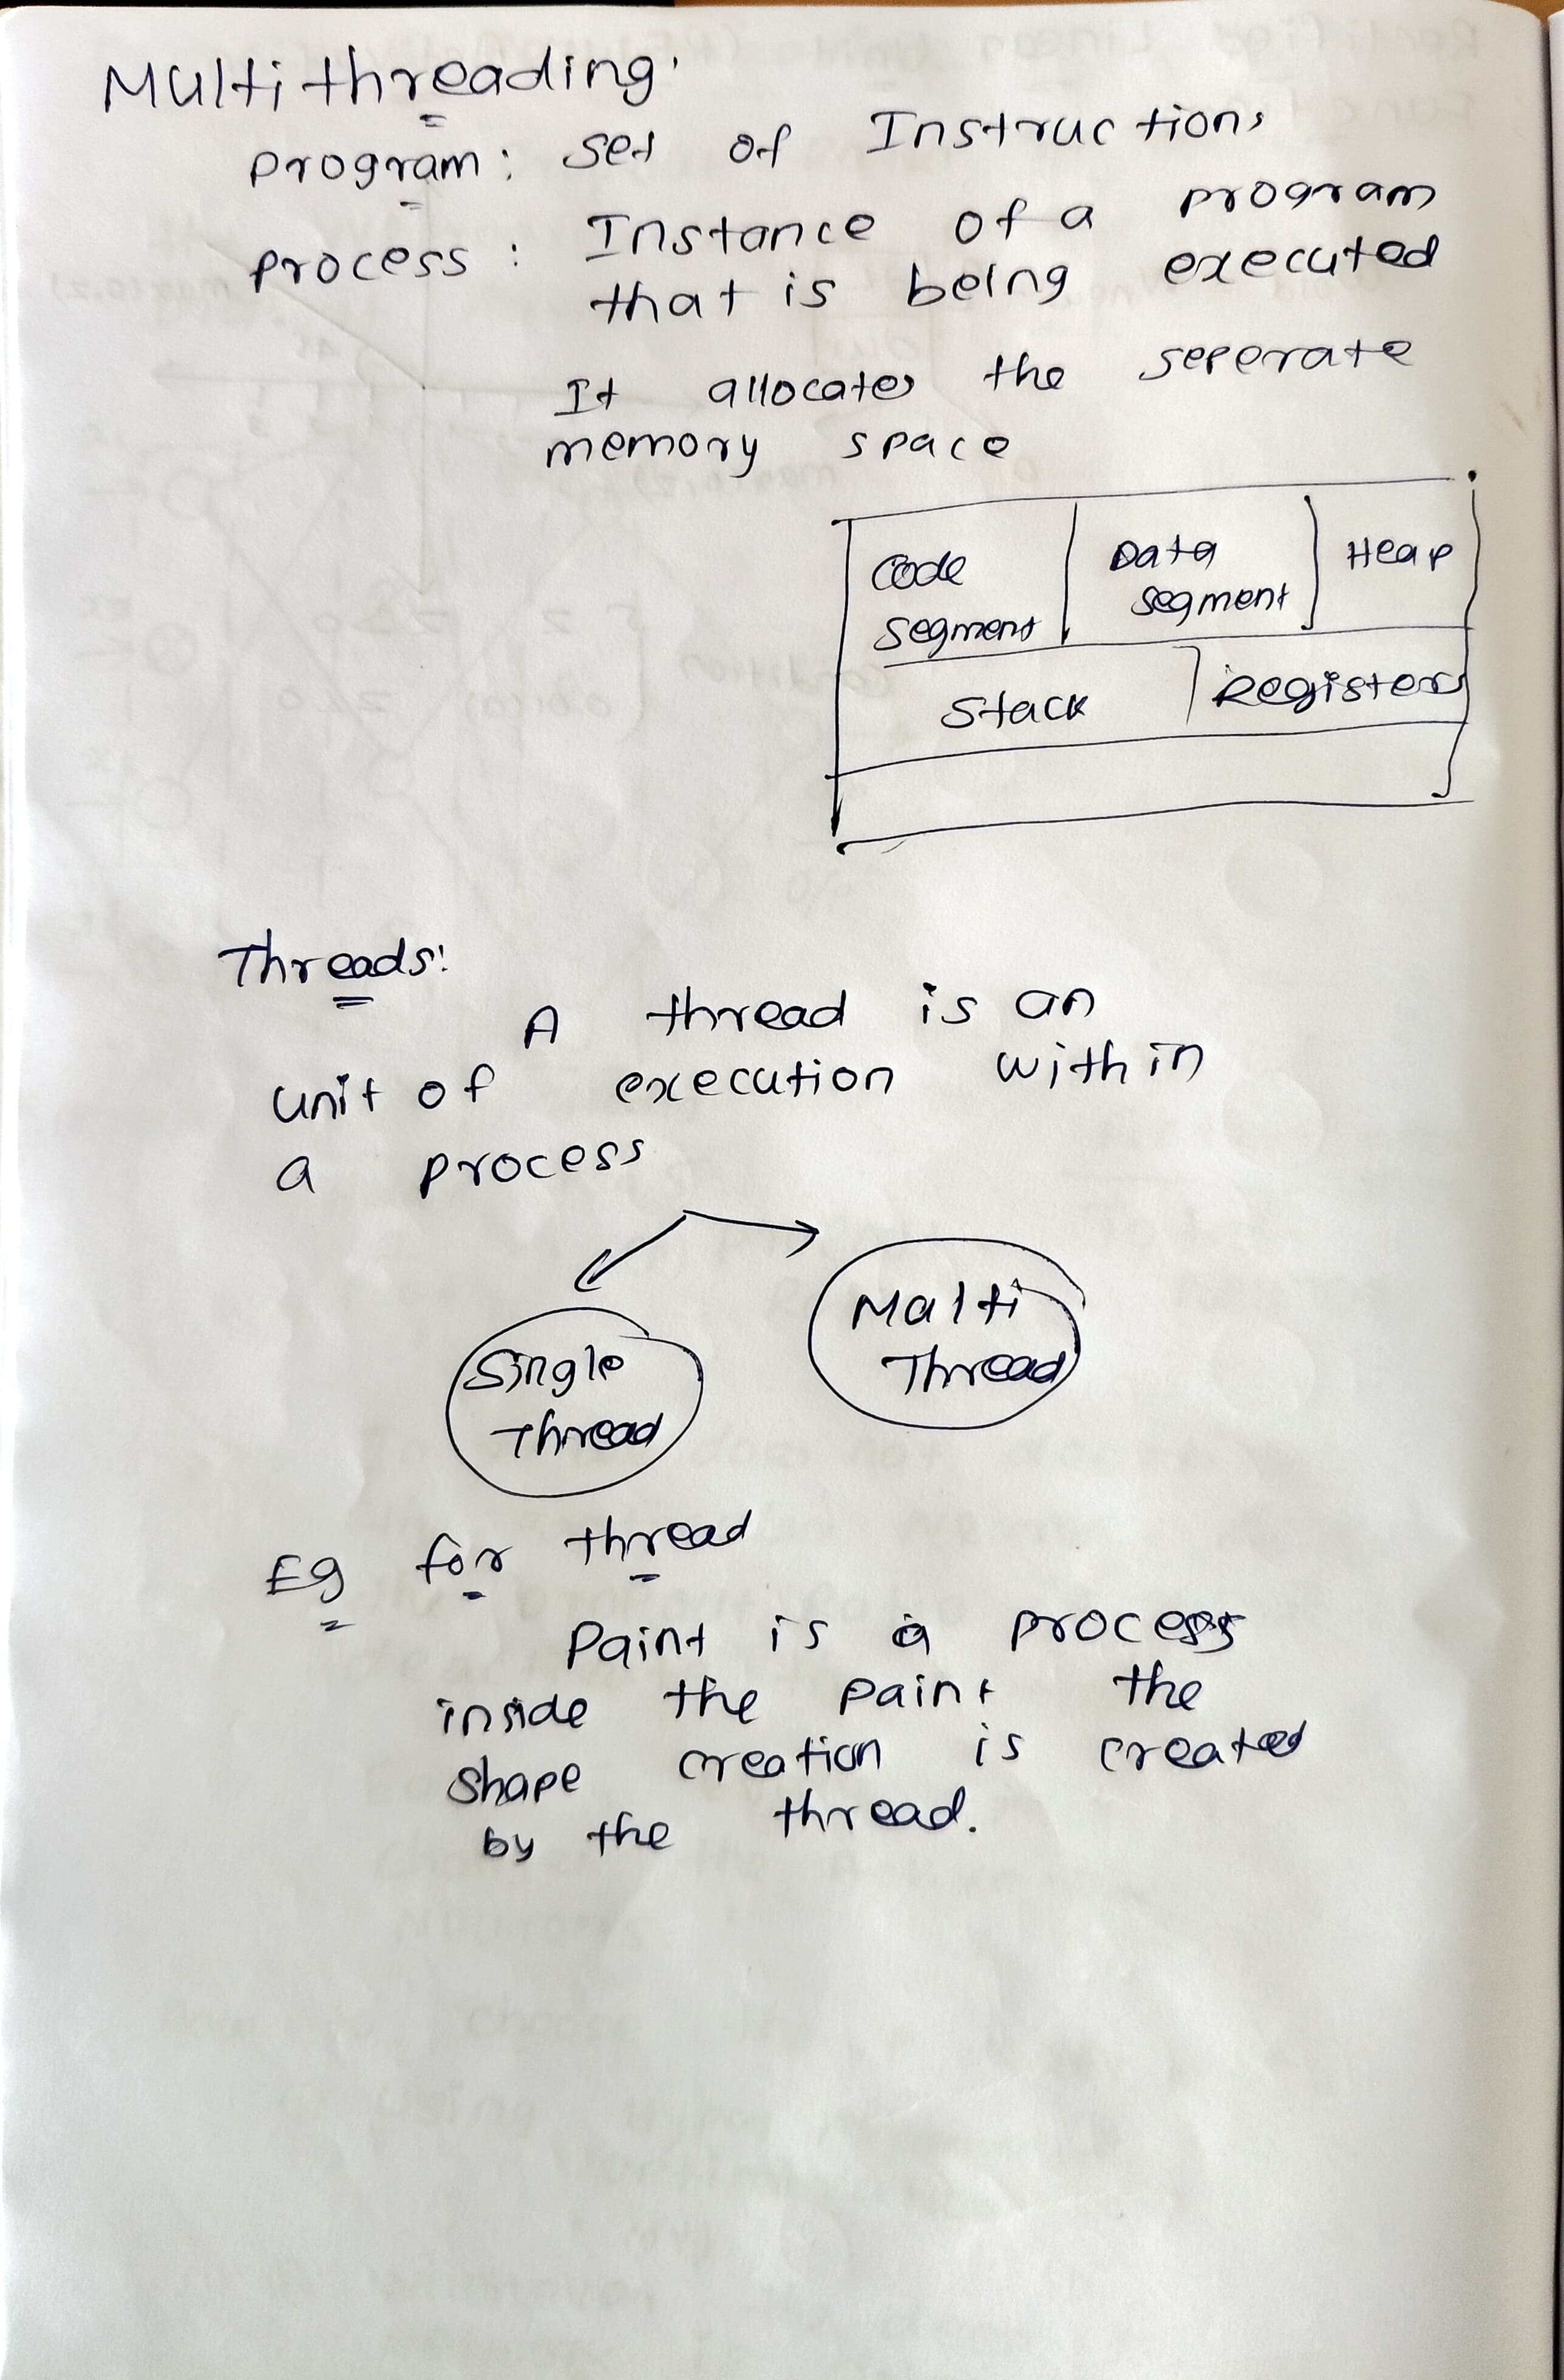 Multi threading:
program: set of Instructions
process: Instance of a program
that is being executed
It allocates the seperate
memory space
Code Segment
Data segment
Heap
Stack
Registers
Threads:
A thread is an
unit of execution within
a process
Single
Thread
Multi
Thread
Eg for thread
Paint is a process
inside the paint the
shape creation is created
by the thread.